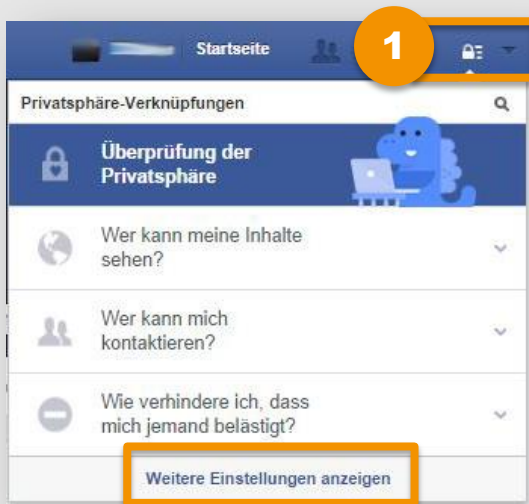 Startseite
1
Privatsphäre-Verknüpfungen
Überprüfung der
Privatsphäre
Wer kann meine Inhalte
sehen?
Wer kann mich
kontaktieren?
Wie verhindere ich, dass
mich jemand belästigt?
Weitere Einstellungen anzeigen